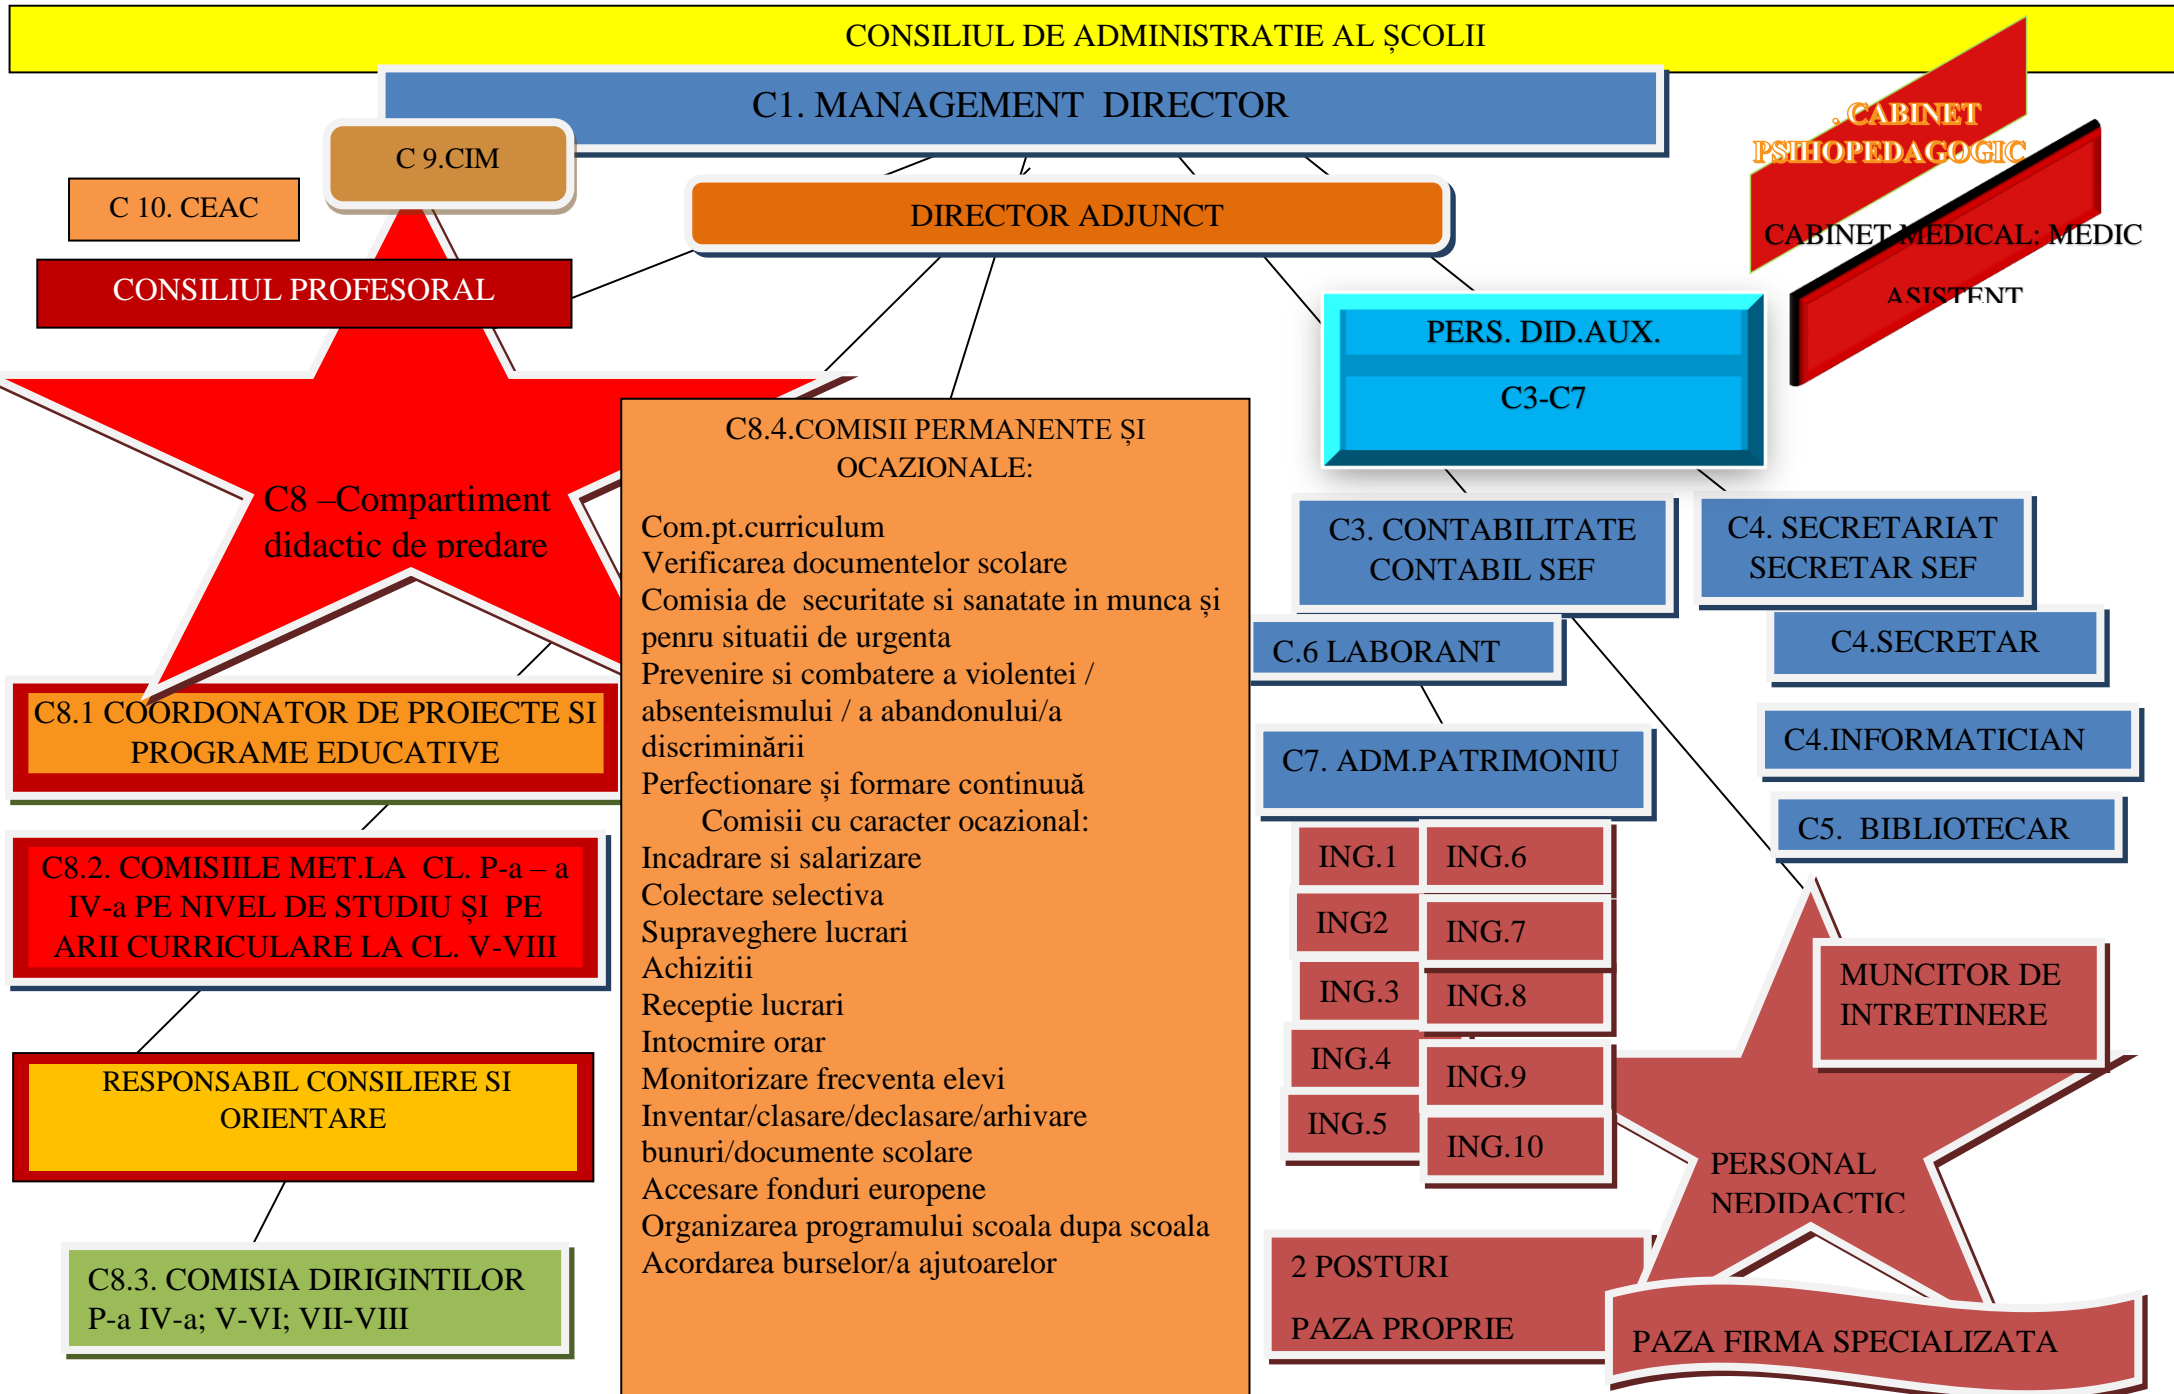 CONSILIUL DE ADMINISTRATIE AL ȘCOLII
C1. MANAGEMENT  DIRECTOR
. CABINET
PSIHOPEDAGOGIC
C 9.CIM
C 10. CEAC
DIRECTOR ADJUNCT
CABINET MEDICAL: MEDIC
ASISTENT
CONSILIUL PROFESORAL
PERS. DID.AUX.
C3-C7
C8 –Compartiment
didactic de predare
C8.4.COMISII PERMANENTE ȘI
OCAZIONALE:
Com.pt.curriculum
Verificarea documentelor scolare
Comisia de  securitate si sanatate in munca și
penru situatii de urgenta
Prevenire si combatere a violentei /
absenteismului / a abandonului/a
discriminării
Perfectionare și formare continuuă
Comisii cu caracter ocazional:
Incadrare si salarizare
Colectare selectiva
Supraveghere lucrari
Achizitii
Receptie lucrari
Intocmire orar
Monitorizare frecventa elevi
Inventar/clasare/declasare/arhivare
bunuri/documente scolare
Accesare fonduri europene
Organizarea programului scoala dupa scoala
Acordarea burselor/a ajutoarelor
C8.1 COORDONATOR DE PROIECTE SI
PROGRAME EDUCATIVE
C8.2. COMISIILE MET.LA  CL. P-a – a
IV-a PE NIVEL DE STUDIU ȘI  PE
ARII CURRICULARE LA CL. V-VIII
RESPONSABIL CONSILIERE SI
ORIENTARE
C8.3. COMISIA DIRIGINTILOR
P-a IV-a; V-VI; VII-VIII
C3. CONTABILITATE
CONTABIL SEF
C4. SECRETARIAT
SECRETAR SEF
C.6 LABORANT
C4.SECRETAR
C7. ADM.PATRIMONIU
C4.INFORMATICIAN
C5.  BIBLIOTECAR
ING.1
ING2
ING.3
ING.4
ING.5
ING.6
ING.7
ING.8
ING.9
ING.10
MUNCITOR DE
INTRETINERE
PERSONAL
NEDIDACTIC
2 POSTURI
PAZA PROPRIE
PAZA FIRMA SPECIALIZATA